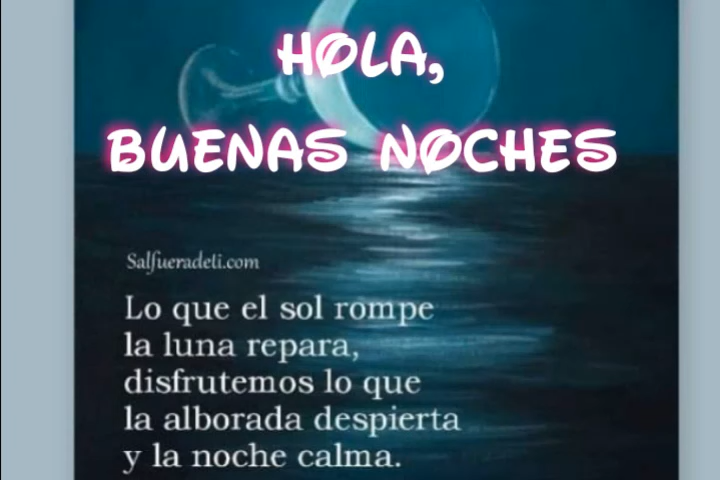 HOLA,
BUENAS NOCHES
Salfueradeti.com
Lo que el sol rompe
la luna repara,
disfrutemos lo que
la alborada despierta
y la noche calma.